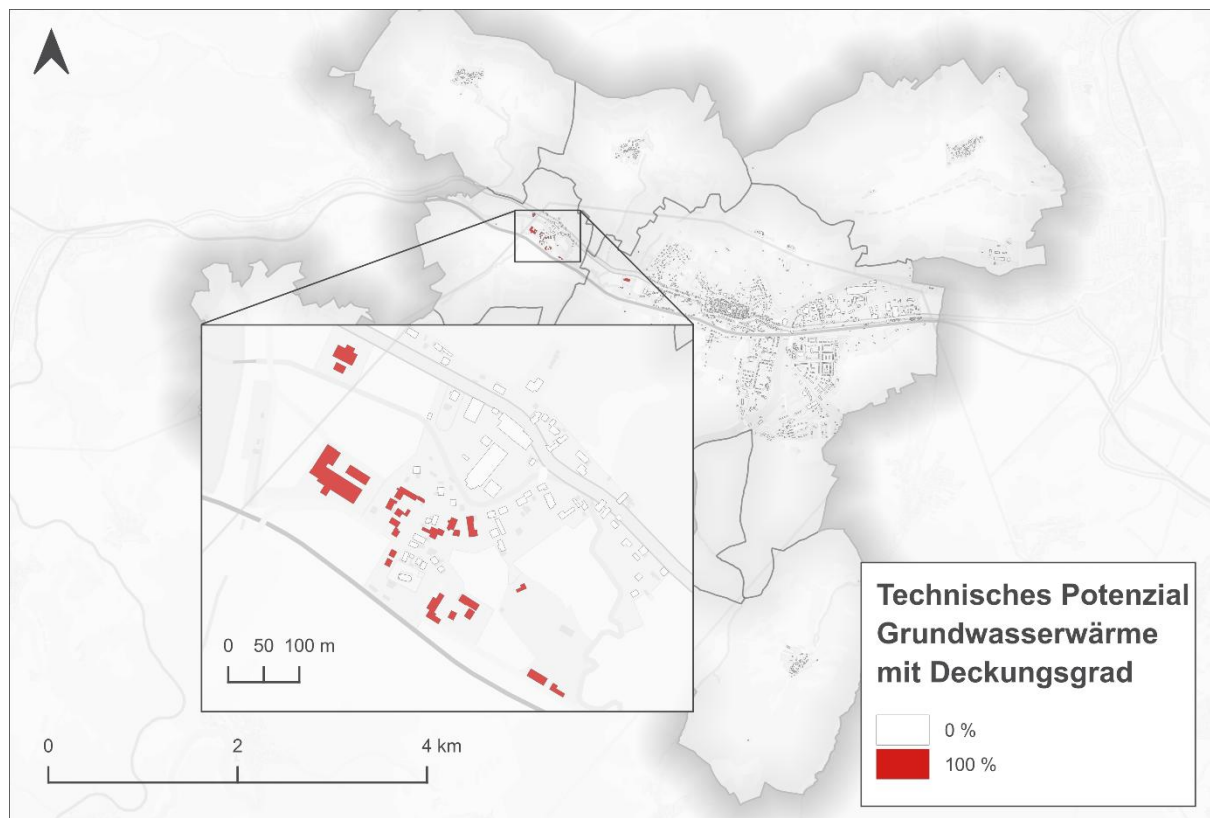 0 50 100 m
0 2 4 km
Technisches Potenzial
Grundwasserwärme
mit Deckungsgrad
0 %
100 %